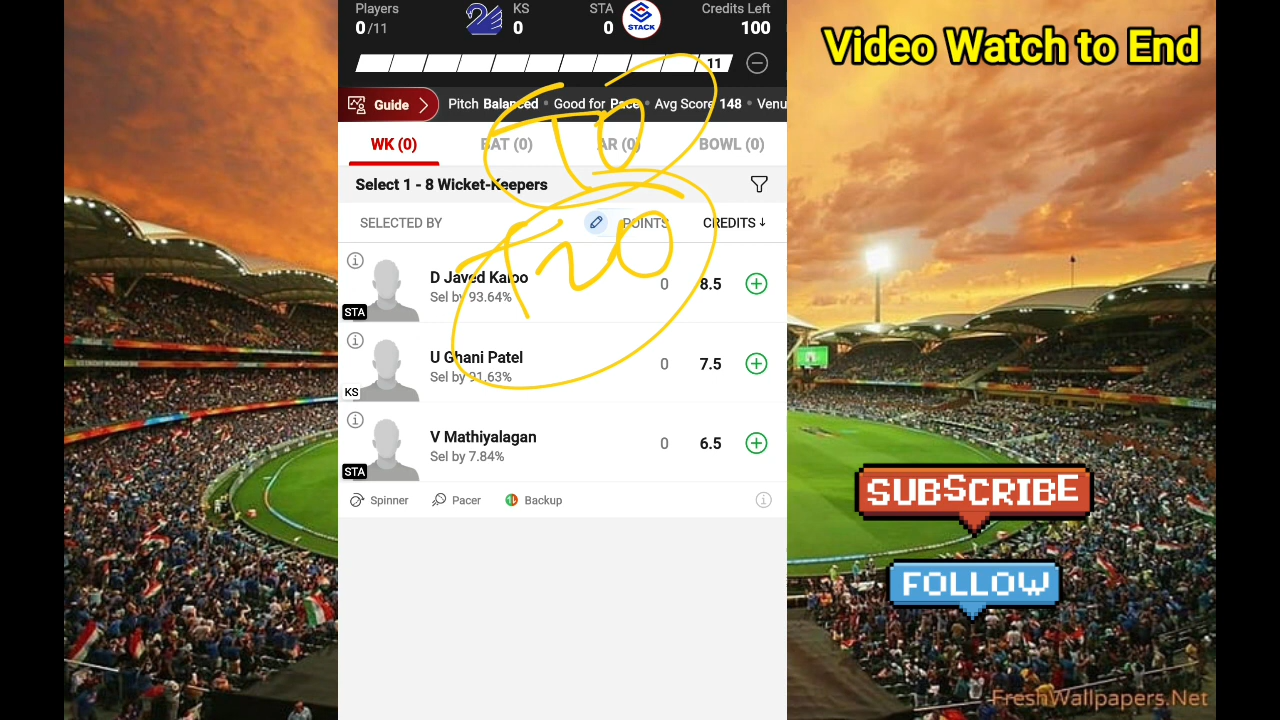 Video Watch to End
Players KS STA Credits Left
0/11 0 0 STACK 100
11
Guide Pitch Balanced • Good for Pace • Avg Score 148 • Venu
WK (0) BAT (0) AR (0) BOWL (0)
TO
Select 1 - 8 Wicket-Keepers
SELECTED BY POINTS CREDITS ↓
T20
D Javed Karoo 0 8.5
Sel by 93.64%
STA
U Ghani Patel 0 7.5
Sel by 91.63%
KS
V Mathiyalagan 0 6.5
Sel by 7.84%
STA
Spinner Pacer Backup
SUBSCRIBE
FOLLOW
FreshWallpapers.Net